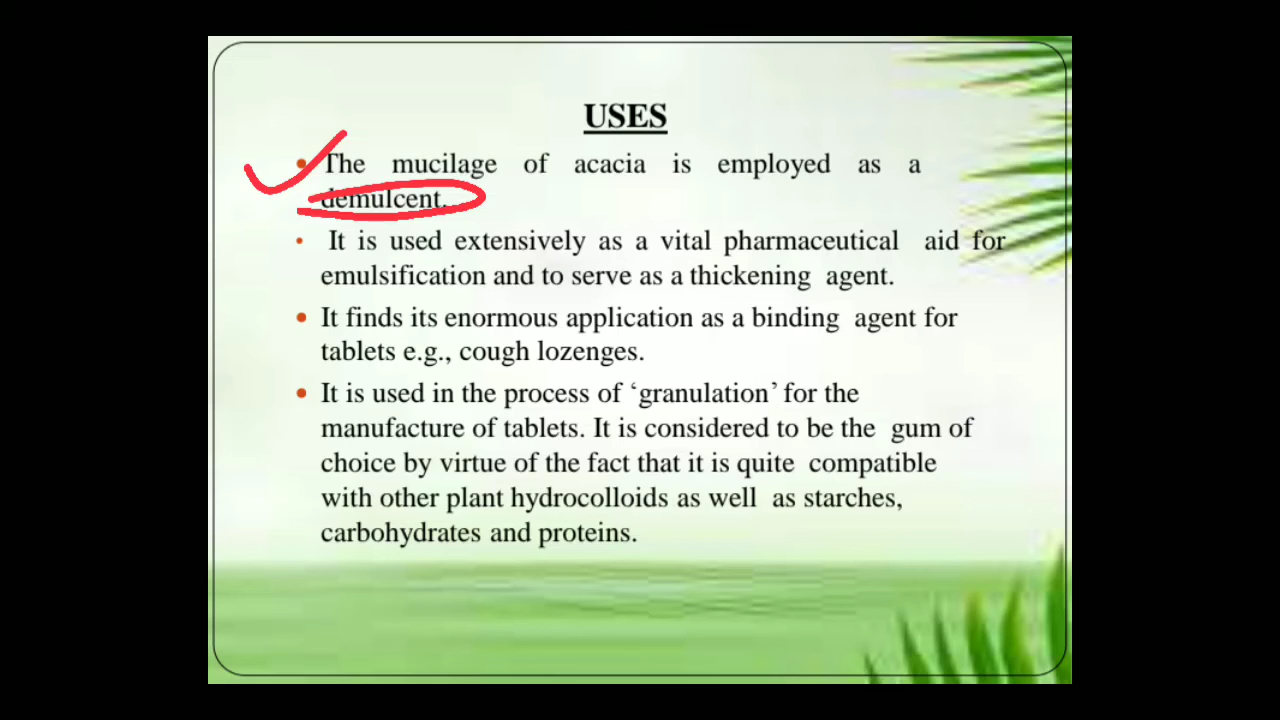 USES
• The mucilage of acacia is employed as a
demulcent.
• It is used extensively as a vital pharmaceutical aid for
emulsification and to serve as a thickening agent.
• It finds its enormous application as a binding agent for
tablets e.g., cough lozenges.
• It is used in the process of ‘granulation’ for the
manufacture of tablets. It is considered to be the gum of
choice by virtue of the fact that it is quite compatible
with other plant hydrocolloids as well as starches,
carbohydrates and proteins.